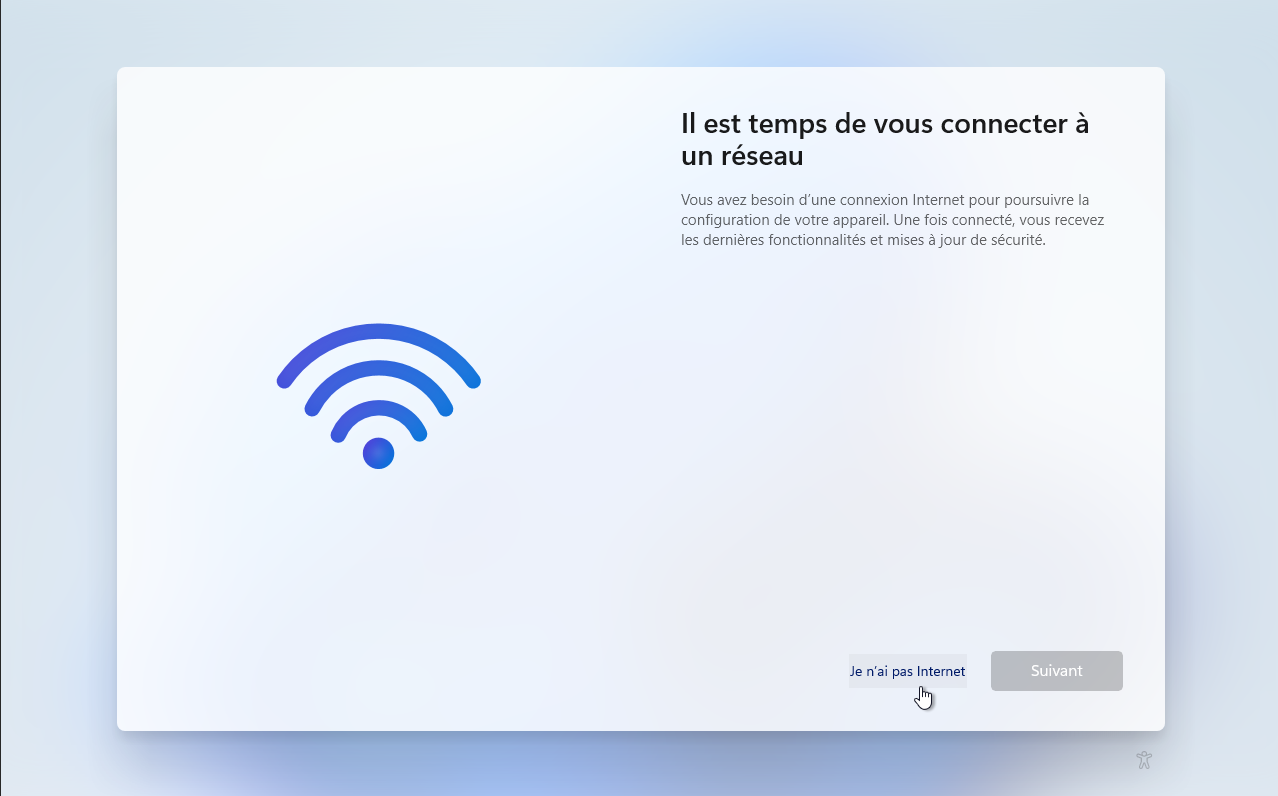 Il est temps de vous connecter à
un réseau
Vous avez besoin d’une connexion Internet pour poursuivre la
configuration de votre appareil. Une fois connecté, vous recevez
les dernières fonctionnalités et mises à jour de sécurité.
Je n’ai pas Internet
Suivant